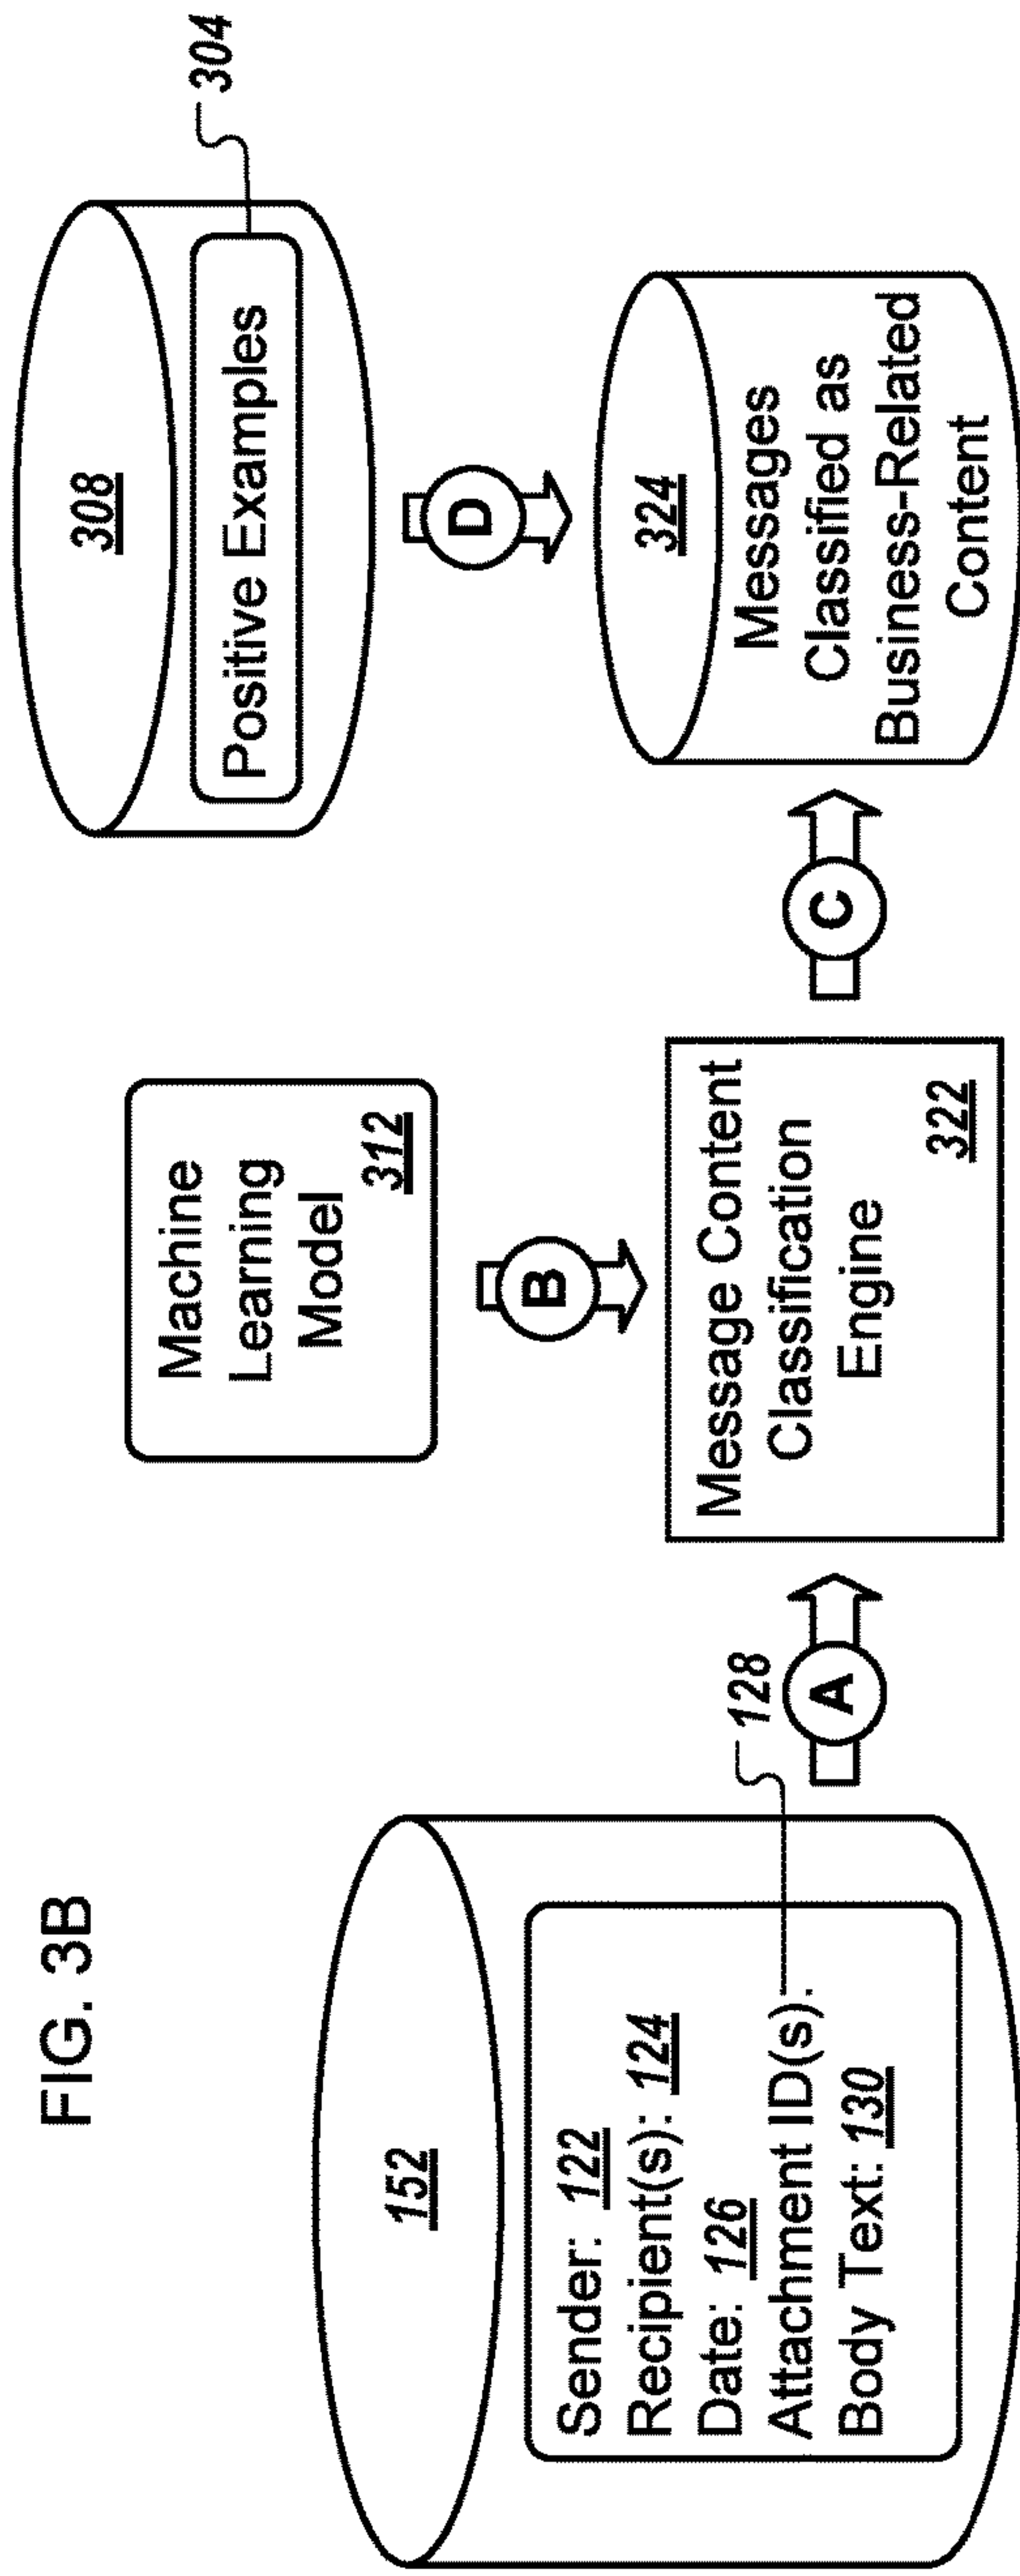 FIG. 3B
152
Sender: 122
Recipient(s): 124
Date: 126
Attachment ID(s):
Body Text: 130
128
A
Machine
Learning
Model
312
B
Message Content
Classification
Engine
322
C
308
Positive Examples
304
D
324
Messages
Classified as
Business-Related
Content